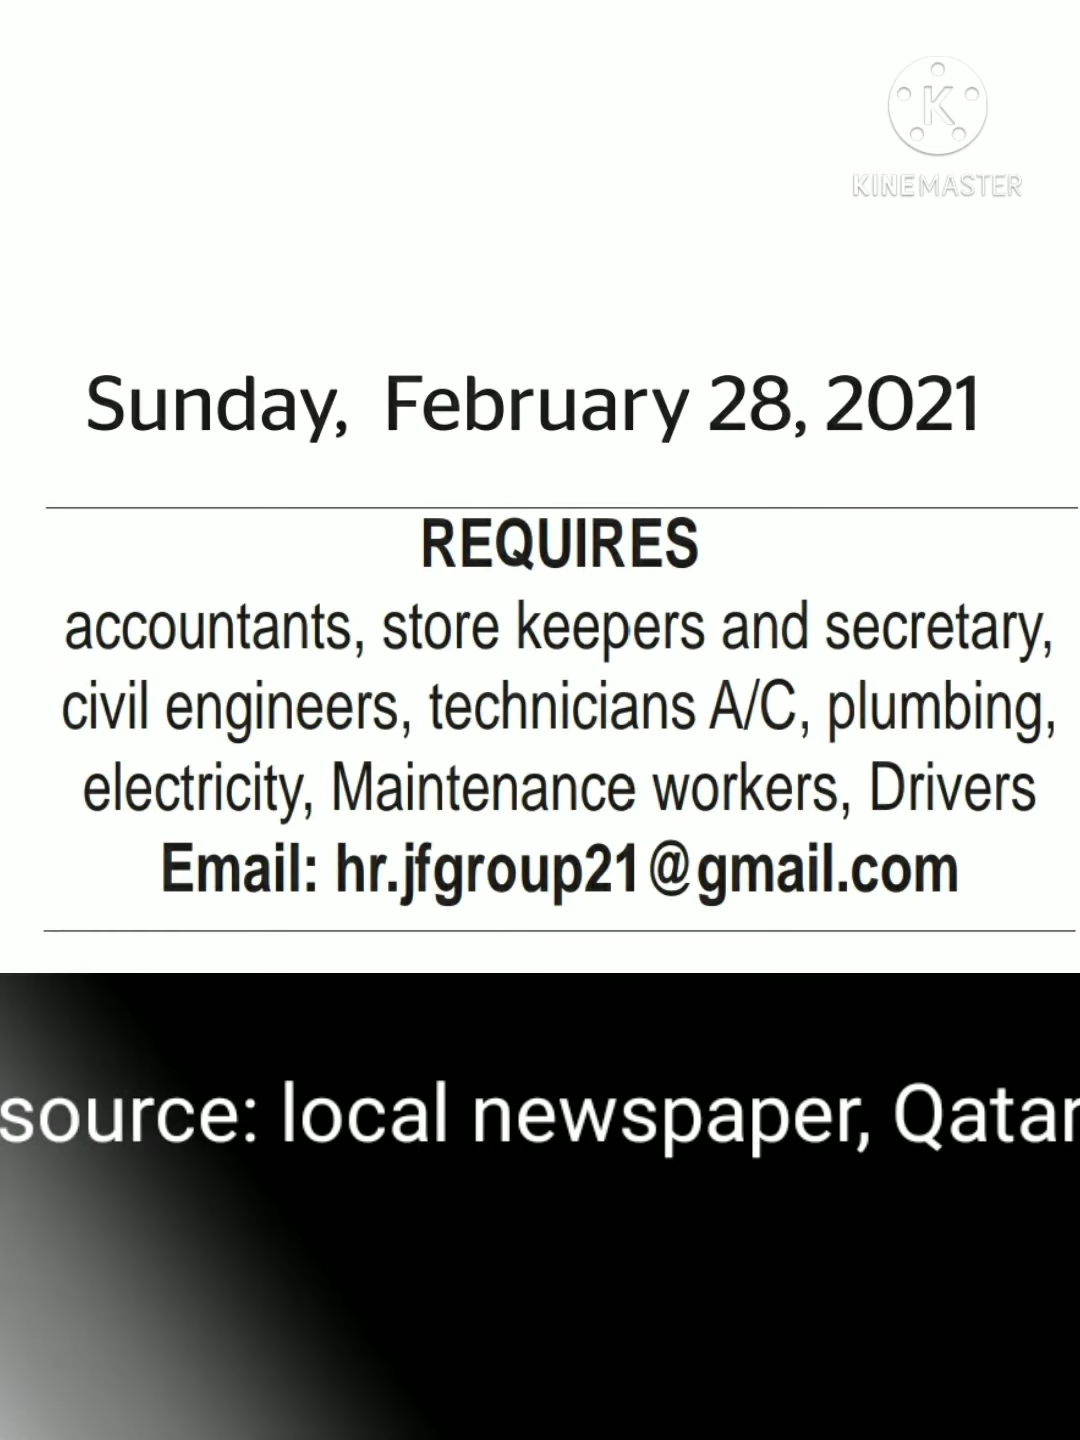 K
KINEMASTER
Sunday, February 28, 2021
REQUIRES
accountants, store keepers and secretary,
civil engineers, technicians A/C, plumbing,
electricity, Maintenance workers, Drivers
Email: hr.jfgroup21@gmail.com
source: local newspaper, Qatar